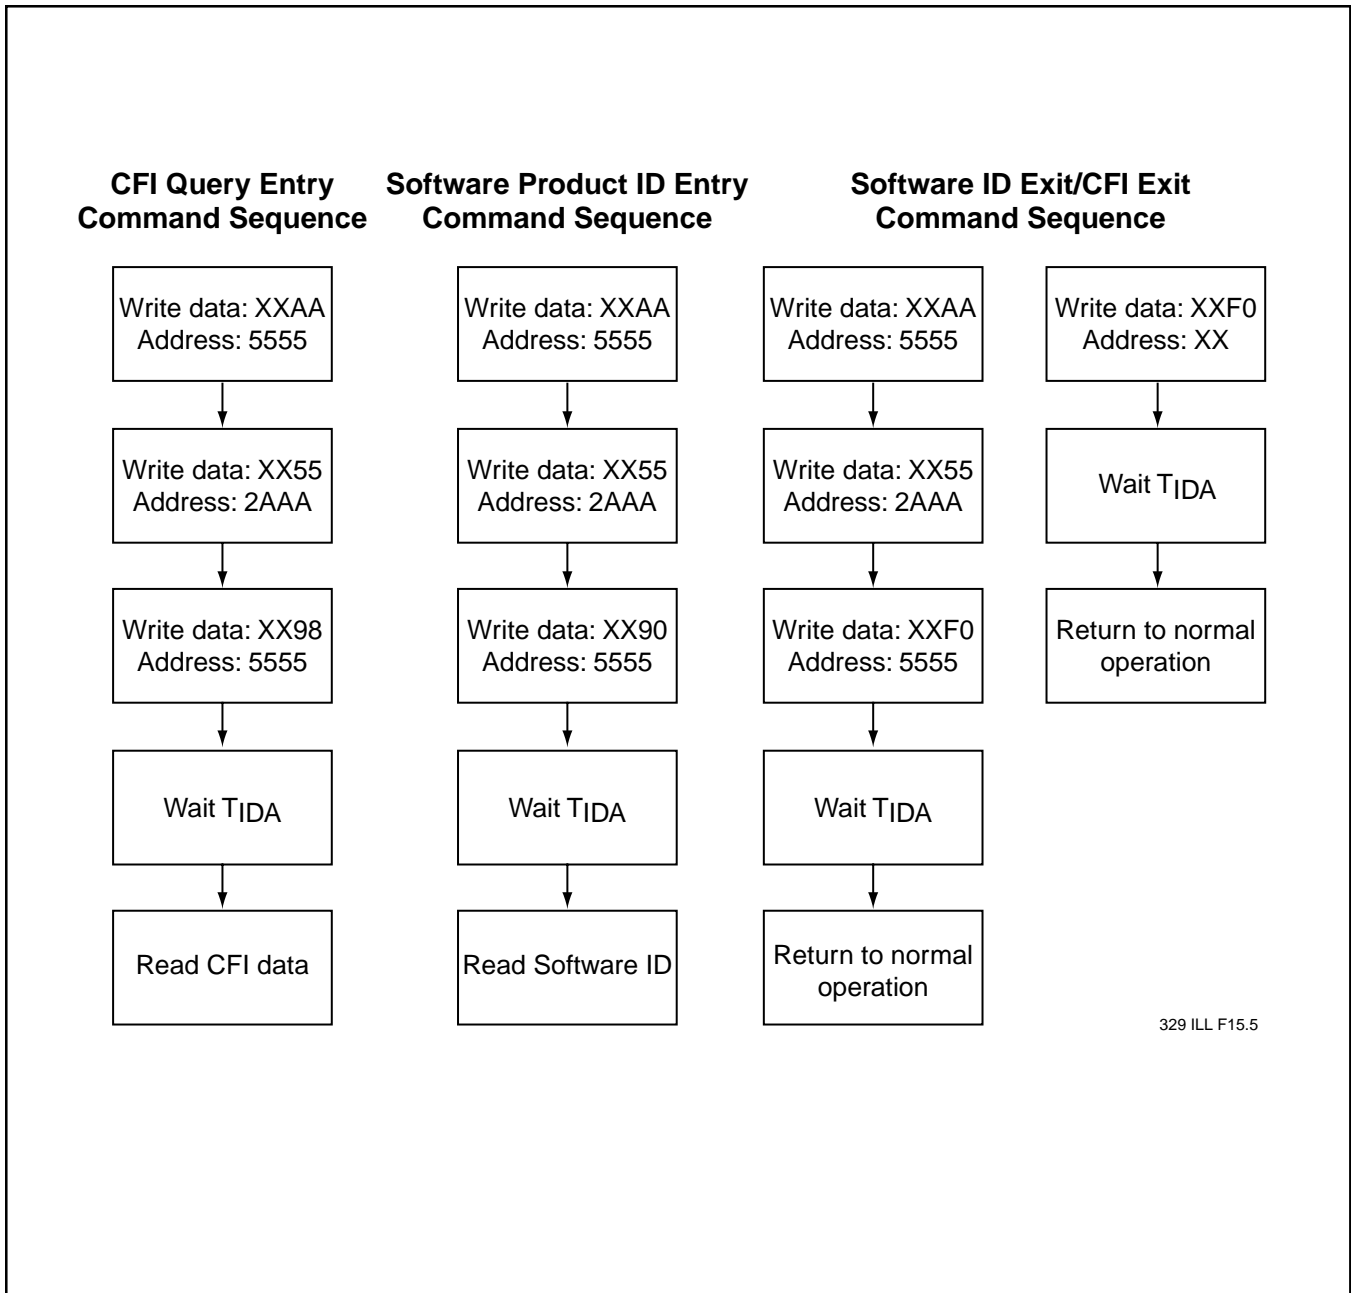 CFI Query Entry
Command Sequence
Write data: XXAA
Address: 5555
Write data: XX55
Address: 2AAA
Write data: XX98
Address: 5555
Wait TIDA
Read CFI data
Software Product ID Entry
Command Sequence
Write data: XXAA
Address: 5555
Write data: XX55
Address: 2AAA
Write data: XX90
Address: 5555
Wait TIDA
Read Software ID
Software ID Exit/CFI Exit
Command Sequence
Write data: XXAA
Address: 5555
Write data: XX55
Address: 2AAA
Write data: XXF0
Address: 5555
Wait TIDA
Return to normal
operation
Write data: XXF0
Address: XX
Wait TIDA
Return to normal
operation
329 ILL F15.5